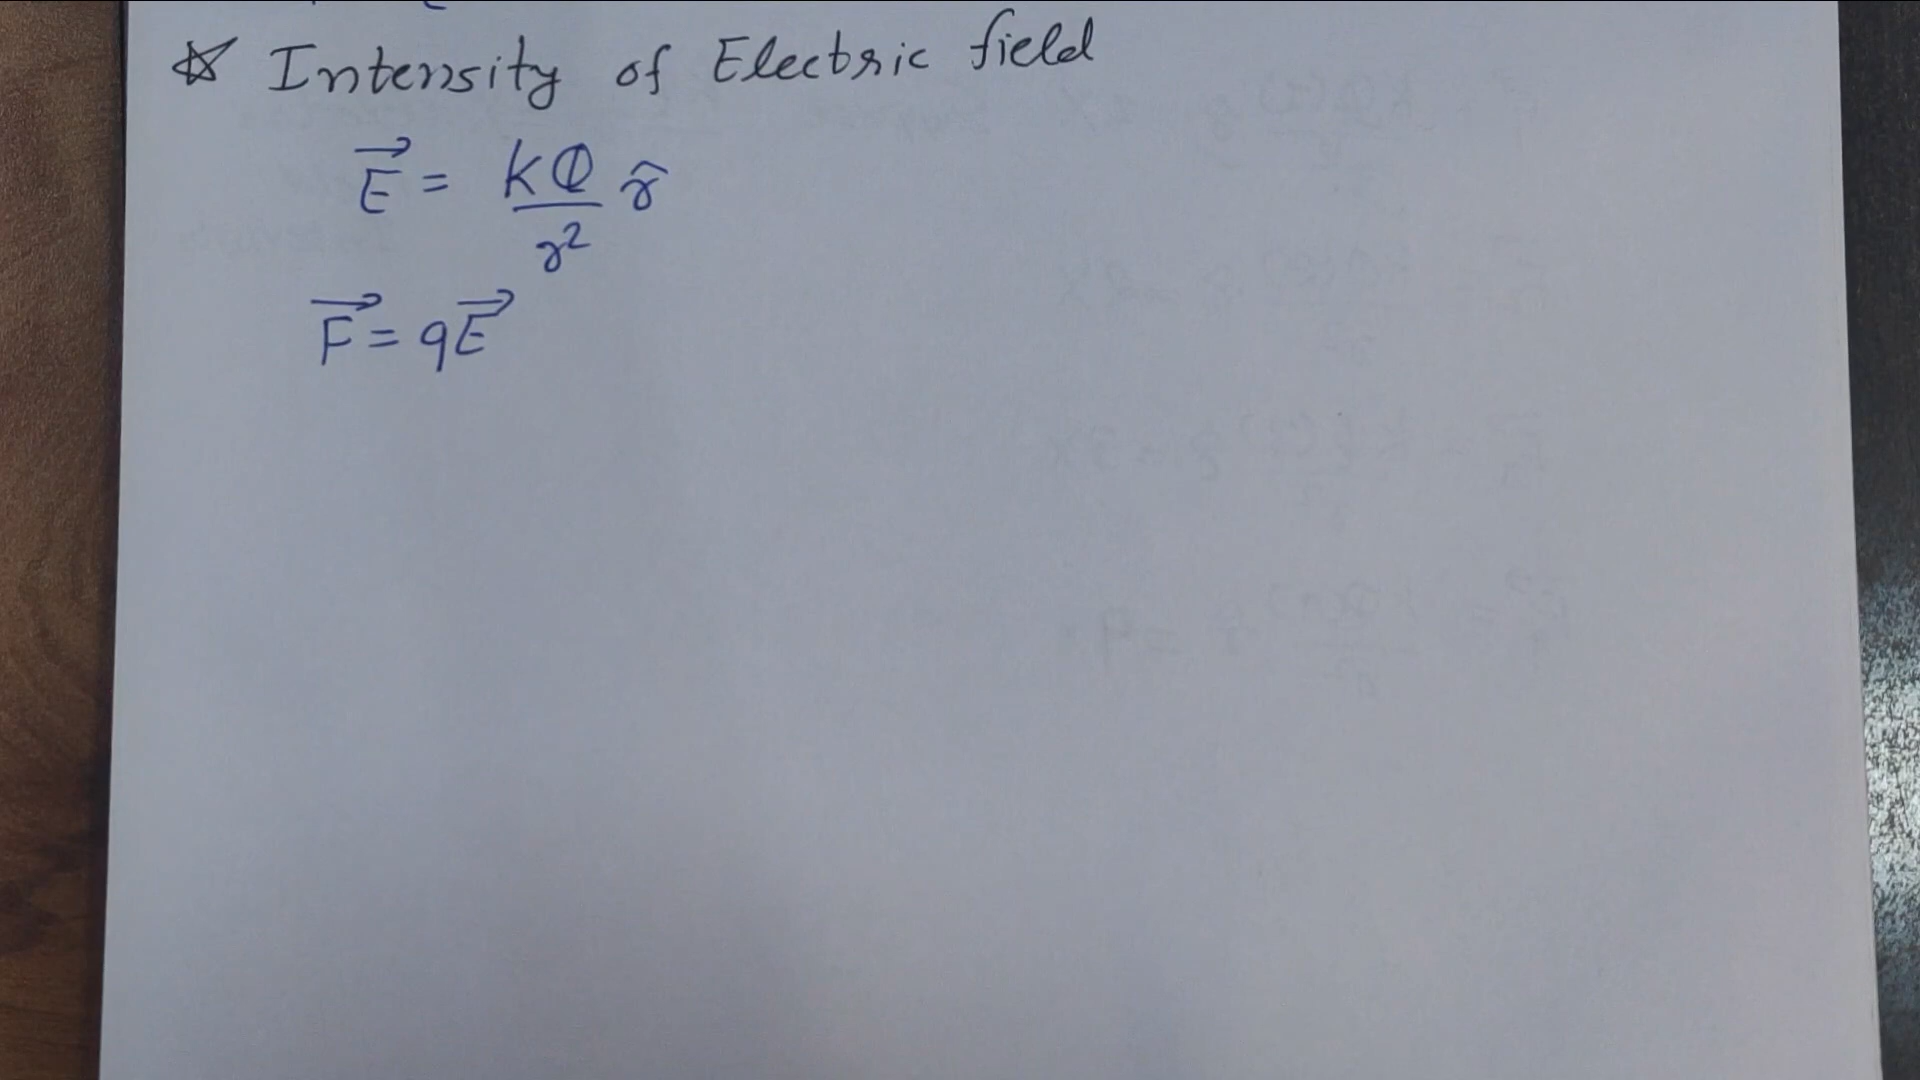 ☆ Intensity of Electric field
E⃗ = kQ/r² r̂
F⃗ = qE⃗